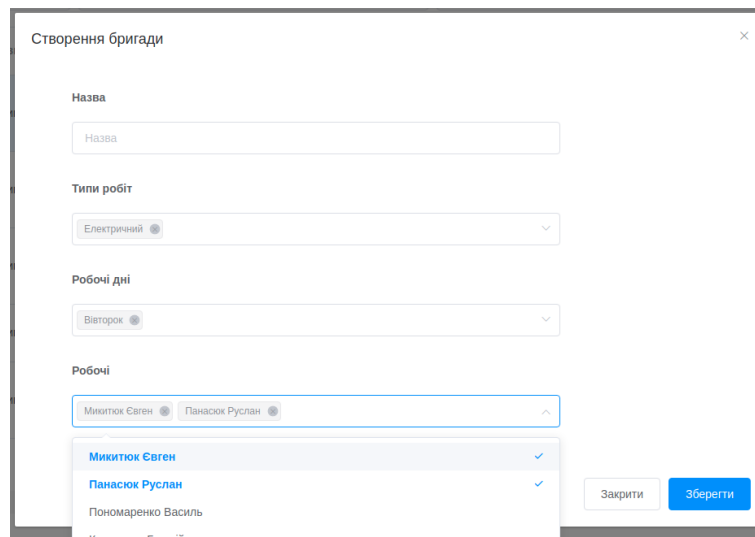 Створення бригади
Назва
Назва
Типи робіт
Електричний
Робочі дні
Вівторок
Робочі
Микитюк Євген Панасюк Руслан
Микитюк Євген
Панасюк Руслан
Пономаренко Василь
Закрити Зберегти